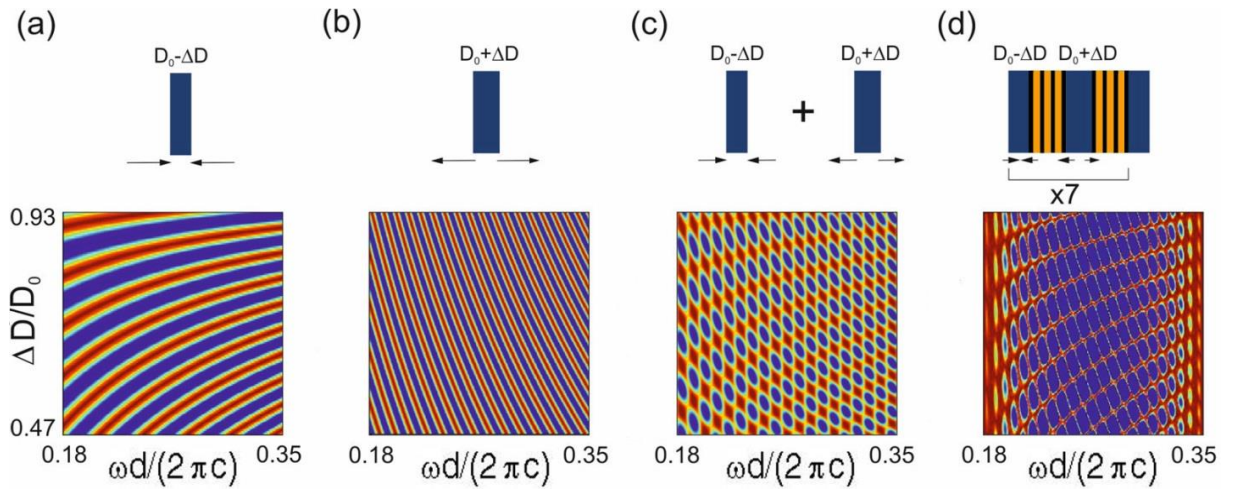 (a)
D₀-ΔD
(b)
D₀+ΔD
(c)
D₀-ΔD
D₀+ΔD
+
(d)
D₀-ΔD D₀+ΔD
x7
ΔD/D₀
0.93
0.47
0.18
0.35
ωd/(2πc)
0.18
0.35
ωd/(2πc)
0.18
0.35
ωd/(2πc)
0.18
0.35
ωd/(2πc)